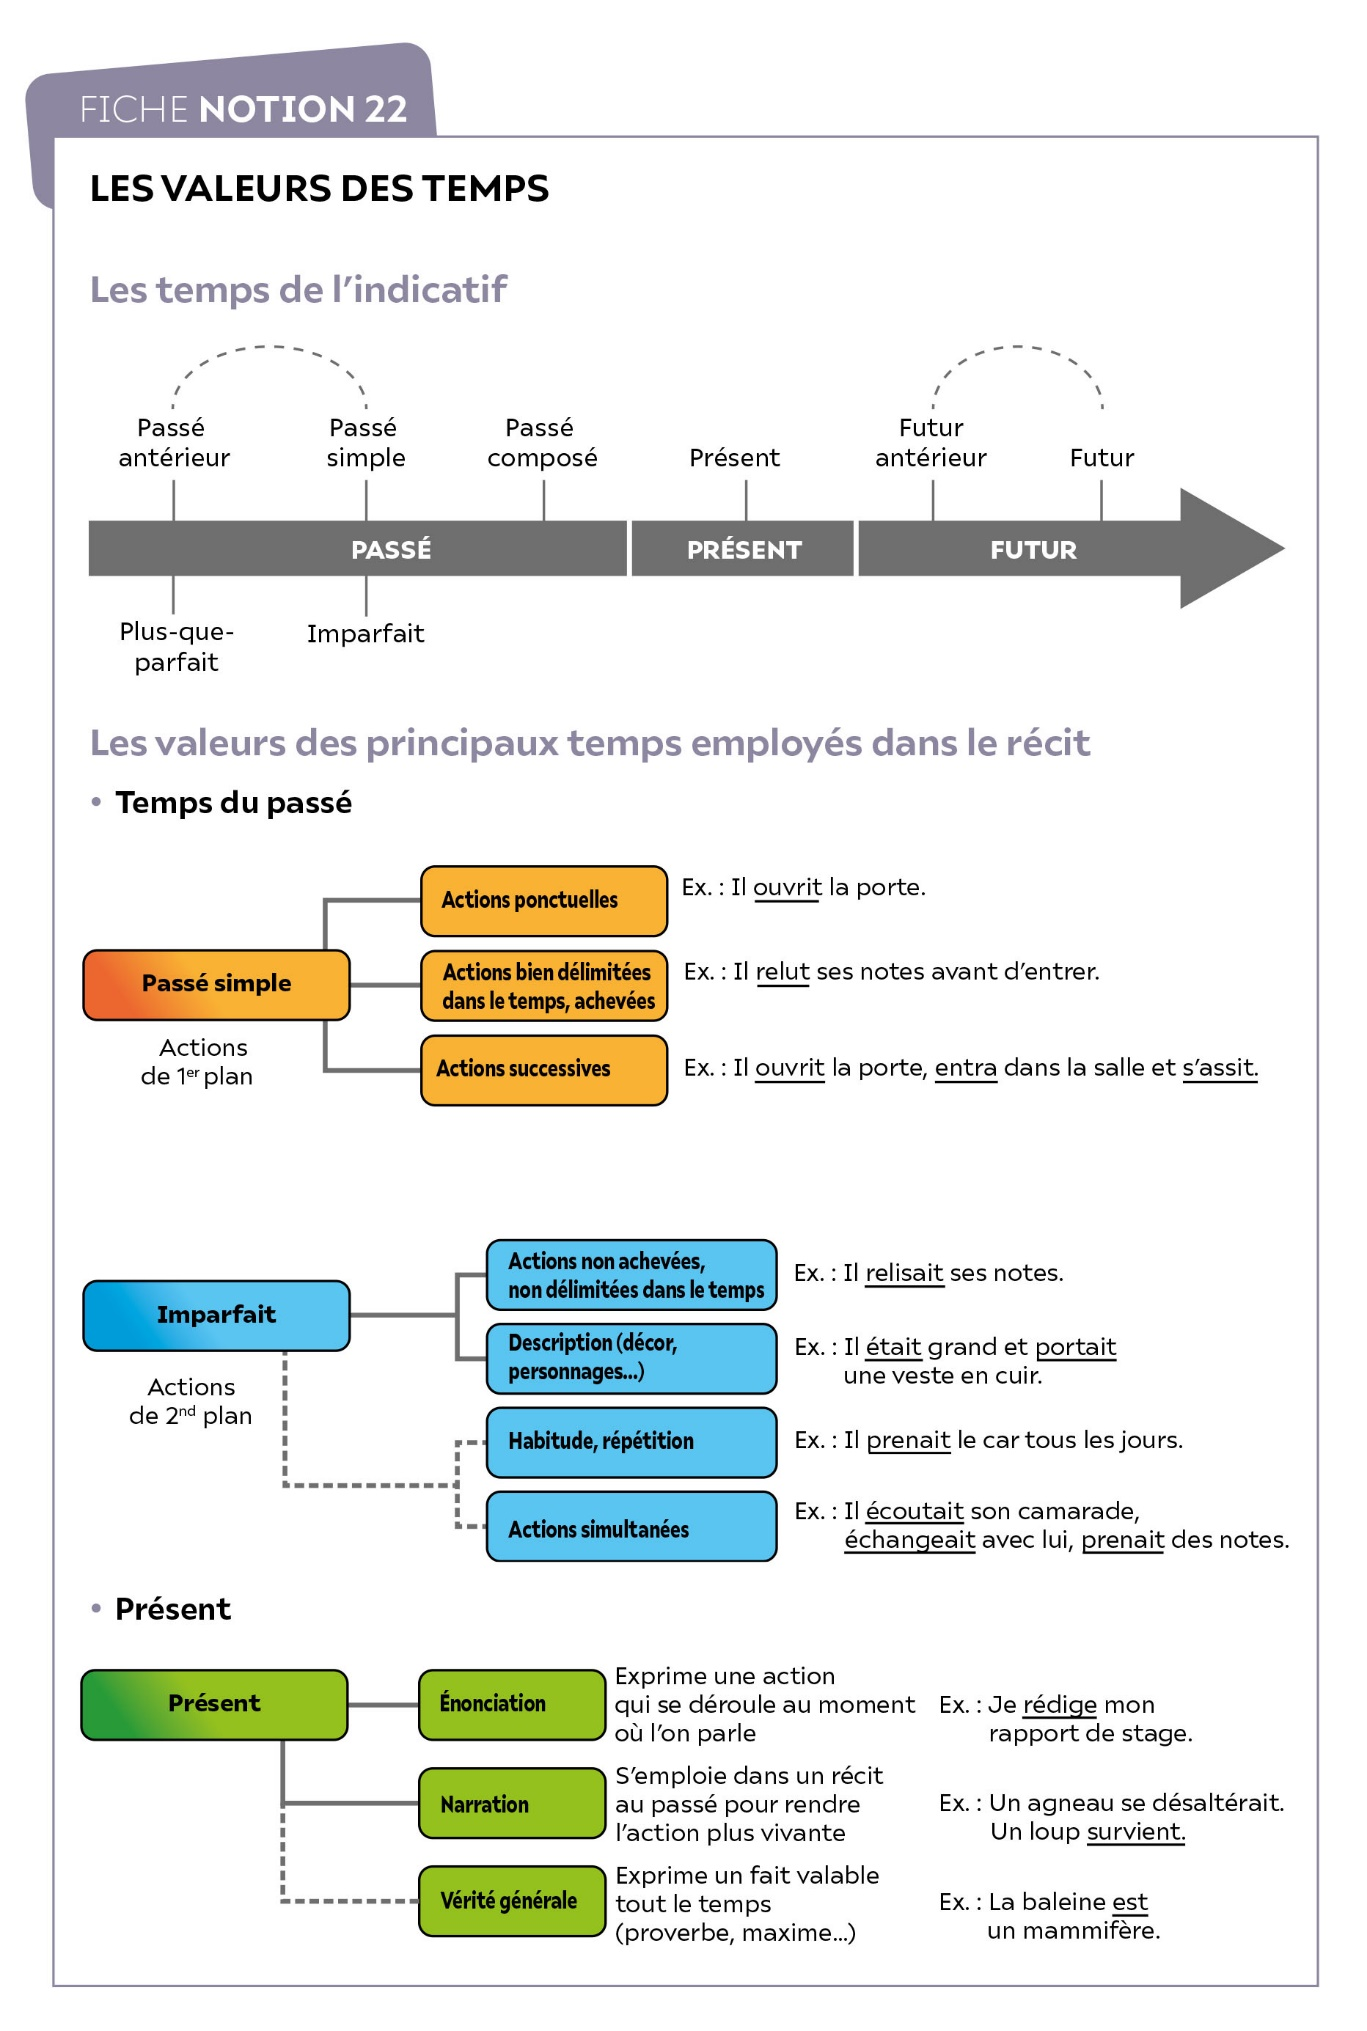 FICHE NOTION 22
LES VALEURS DES TEMPS
Les temps de l'indicatif
Passé
antérieur
Passé
simple
Passé
composé
Présent
Futur
antérieur
Futur
PASSÉ
PRÉSENT
FUTUR
Plus-que-
parfait
Imparfait
Les valeurs des principaux temps employés dans le récit
• Temps du passé
Passé simple
Actions
de 1er plan
Actions ponctuelles
Ex. : Il ouvrit la porte.
Actions bien délimitées
dans le temps, achevées
Ex. : Il relut ses notes avant d'entrer.
Actions successives
Ex. : Il ouvrit la porte, entra dans la salle et s'assit.
Imparfait
Actions
de 2nd plan
Actions non achevées,
non délimitées dans le temps
Ex. : Il relisait ses notes.
Description (décor,
personnages...)
Ex. : Il était grand et portait
une veste en cuir.
Habitude, répétition
Ex. : Il prenait le car tous les jours.
Actions simultanées
Ex. : Il écoutait son camarade,
échangeait avec lui, prenait des notes.
• Présent
Présent
Énonciation
Exprime une action
qui se déroule au moment
où l'on parle
Ex. : Je rédige mon
rapport de stage.
Narration
S'emploie dans un récit
au passé pour rendre
l'action plus vivante
Ex. : Un agneau se désaltérait.
Un loup survient.
Vérité générale
Exprime un fait valable
tout le temps
(proverbe, maxime...)
Ex. : La baleine est
un mammifère.